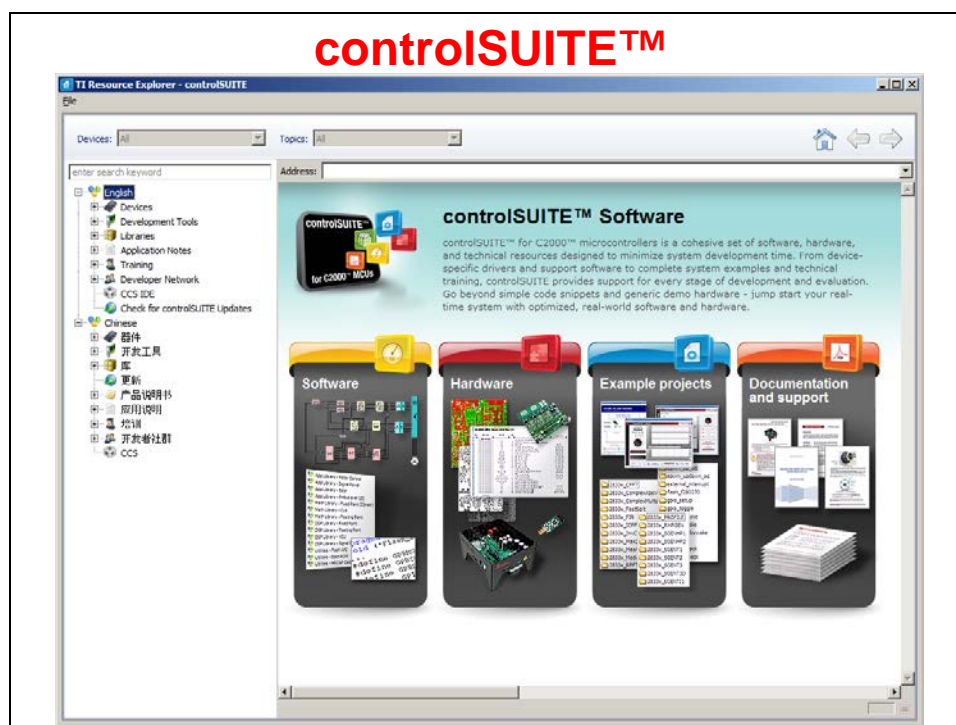 controlSUITE™
TI Resource Explorer - controlSUITE
File
Devices: All
Topics: All
enter search keyword
Address:
English
Devices
Development Tools
Libraries
Application Notes
Training
Developer Network
CCS IDE
Check for controlSUITE Updates
Chinese
器件
开发工具
库
更新
产品说明书
应用说明
培训
开发者社群
CCS
controlSUITE™
for C2000™ MCUs
controlSUITE™ Software
controlSUITE™ for C2000™ microcontrollers is a cohesive set of software, hardware,
and technical resources designed to minimize system development time. From device-
specific drivers and support software to complete system examples and technical
training, controlSUITE provides support for every stage of development and evaluation.
Go beyond simple code snippets and generic demo hardware - jump start your real-
time system with optimized, real-world software and hardware.
Software
Hardware
Example projects
Documentation
and support